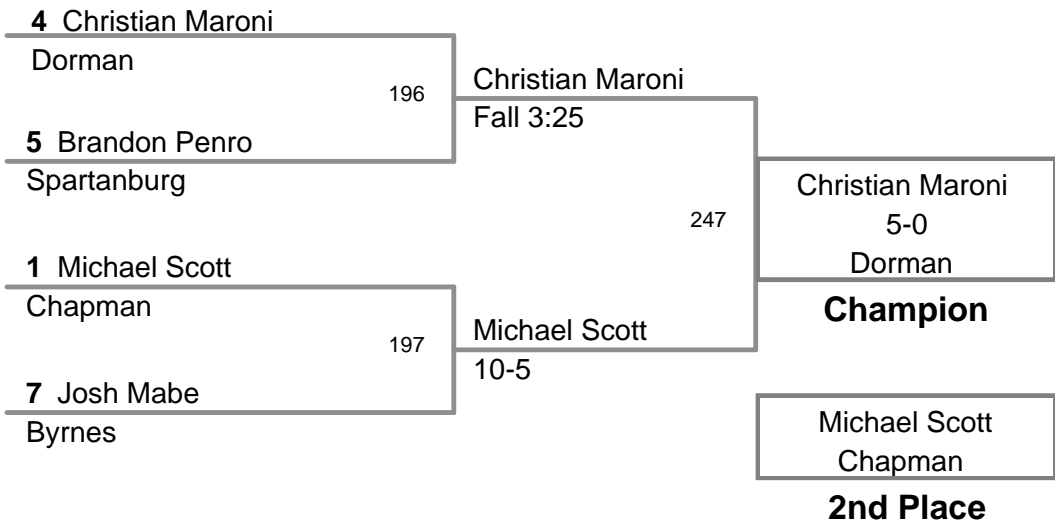 4 Christian Maroni
Dorman
196
5 Brandon Penro
Spartanburg
1 Michael Scott
Chapman
197
7 Josh Mabe
Byrnes
Christian Maroni
Fall 3:25
247
Michael Scott
10-5
Christian Maroni
5-0
Dorman
Champion
Michael Scott
Chapman
2nd Place